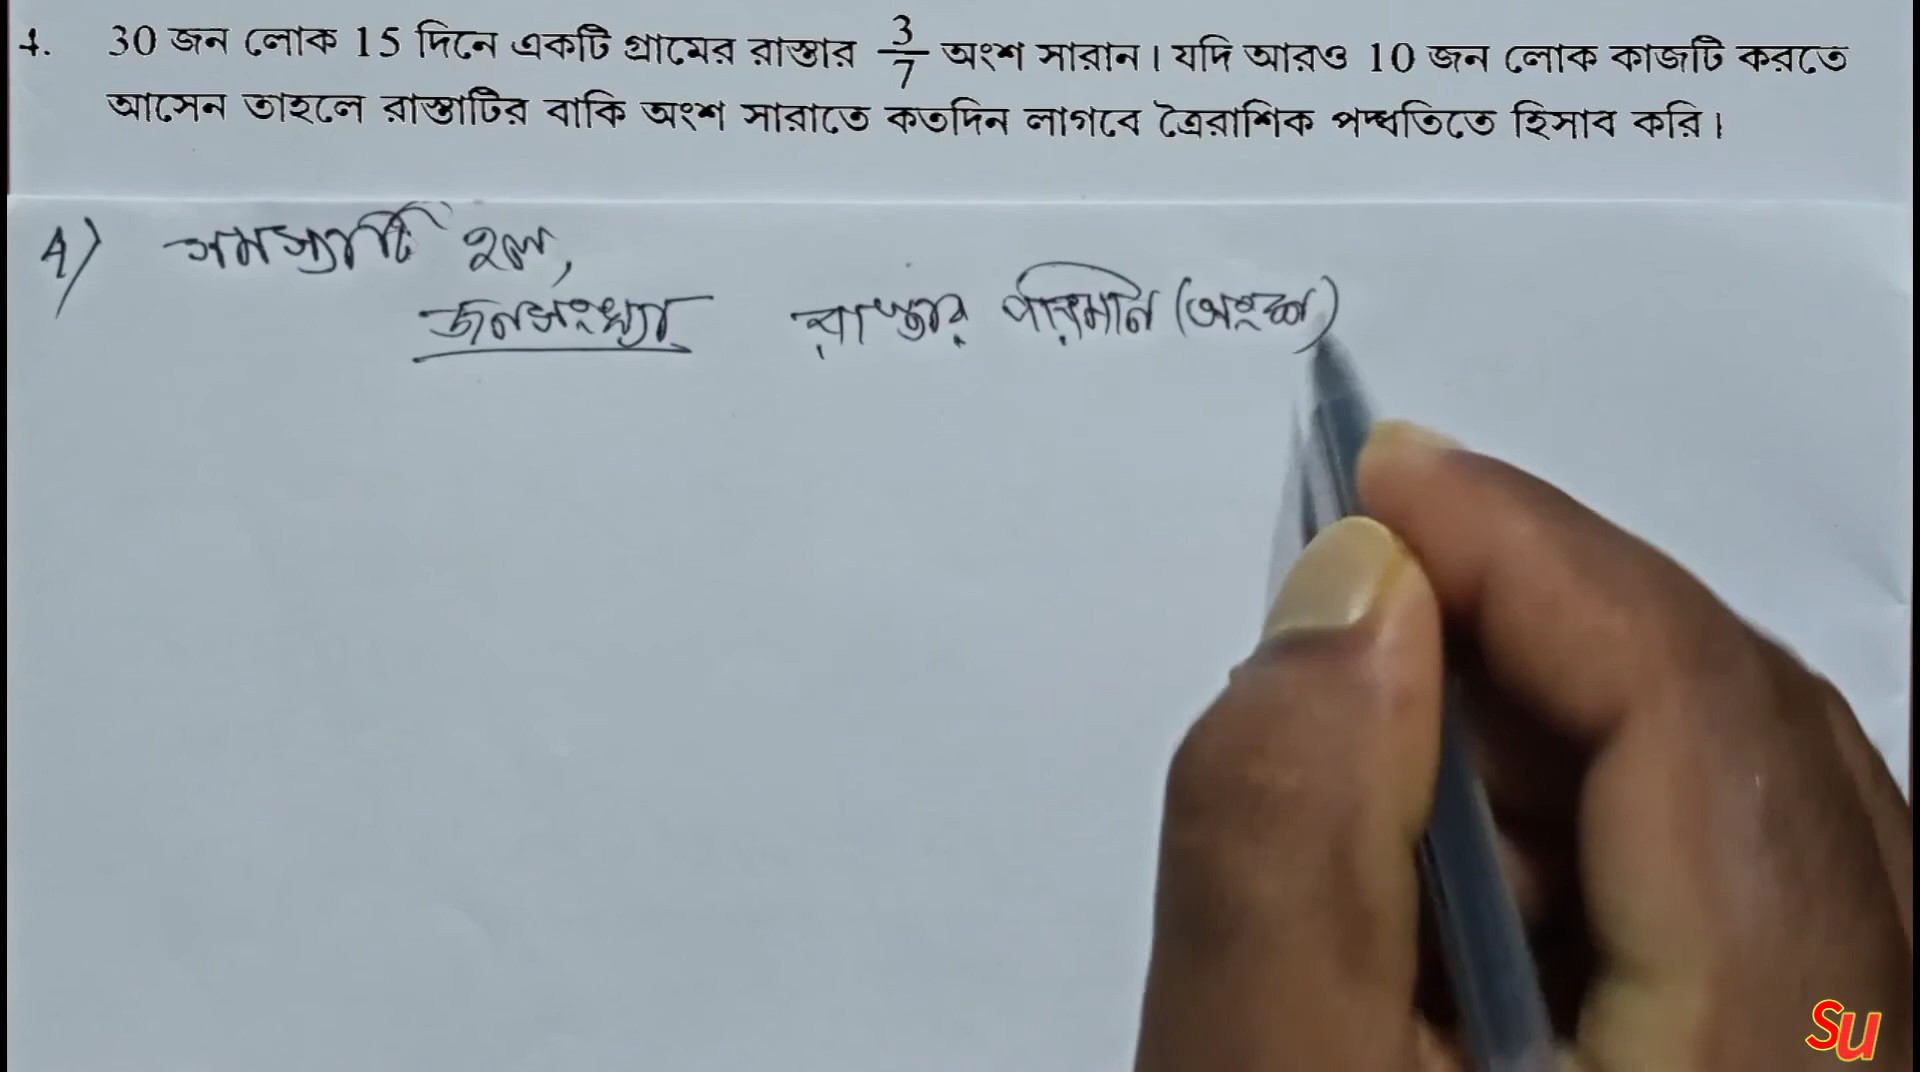 4. 30 জন লোক 15 দিনে একটি গ্রামের রাস্তার 3/7 অংশ সারান। যদি আরও 10 জন লোক কাজটি করতে
আসেন তাহলে রাস্তাটির বাকি অংশ সারাতে কতদিন লাগবে ত্রৈরাশিক পদ্ধতিতে হিসাব করি।
4) সমস্যাটি হল,
জনসংখ্যা রাস্তার পরিমান (অংশ)
SU